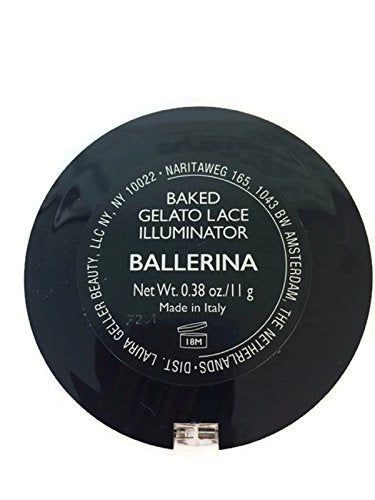 DIST. LAURA GELLER BEAUTY, LLC NY, NY 10022 • NARITAWEG 165, 1043 BW AMSTERDAM, THE NETHERLANDS •
BAKED
GELATO LACE
ILLUMINATOR
BALLERINA
Net Wt. 0.38 oz./11 g
Made in Italy
18M